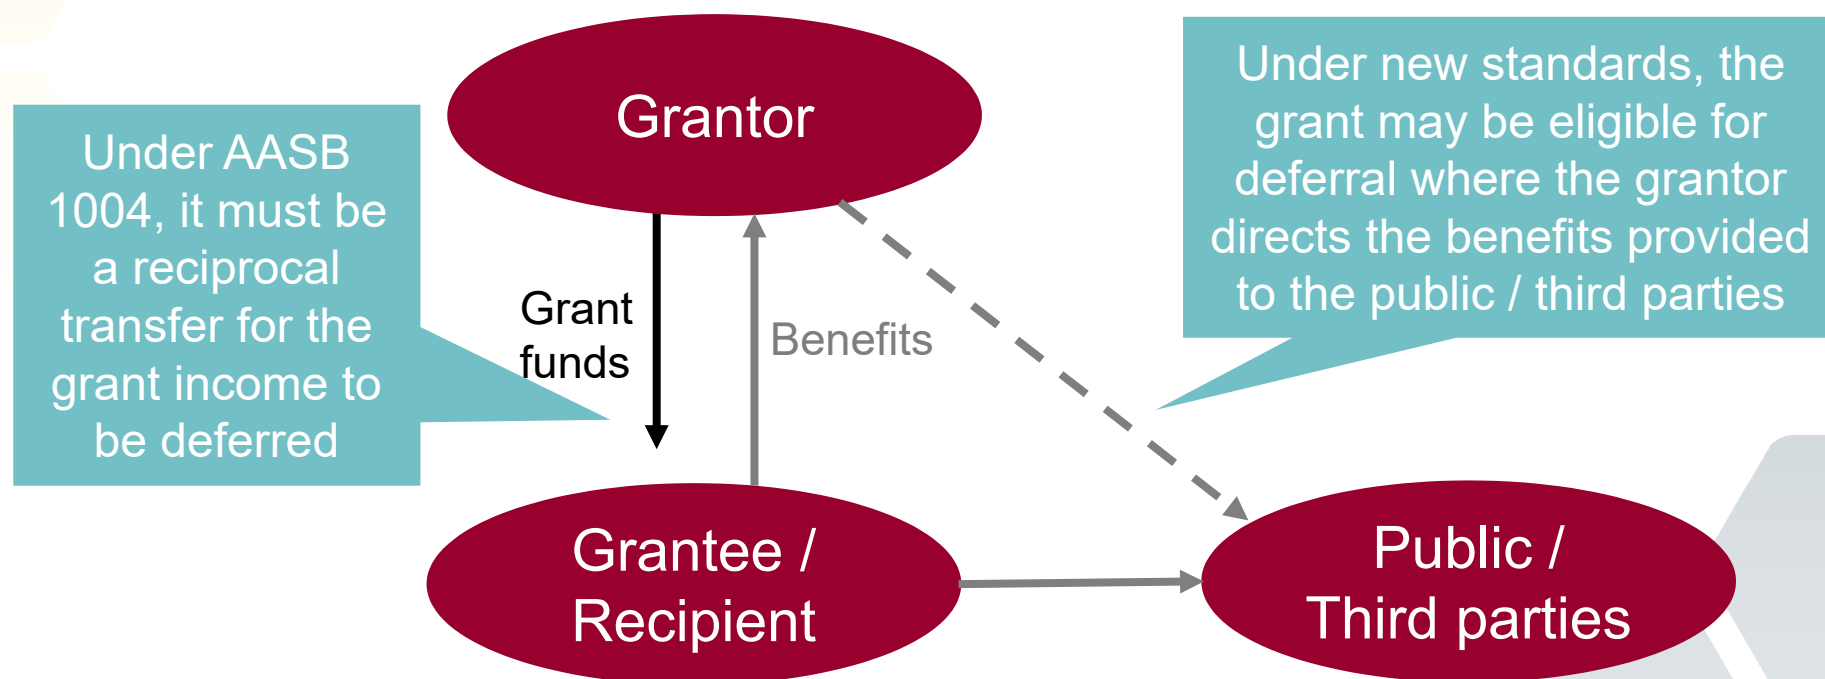 Grantor
Under AASB
1004, it must be
a reciprocal
transfer for the
grant income to
be deferred
Under new standards, the
grant may be eligible for
deferral where the grantor
directs the benefits provided
to the public / third parties
Grant
funds
Benefits
Grantee /
Recipient
Public /
Third parties